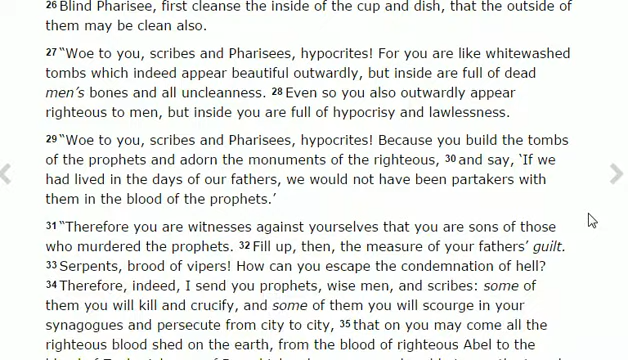 26 Blind Pharisee, first cleanse the inside of the cup and dish, that the outside of
them may be clean also.
27 “Woe to you, scribes and Pharisees, hypocrites! For you are like whitewashed
tombs which indeed appear beautiful outwardly, but inside are full of dead
men’s bones and all uncleanness. 28 Even so you also outwardly appear
righteous to men, but inside you are full of hypocrisy and lawlessness.
29 “Woe to you, scribes and Pharisees, hypocrites! Because you build the tombs
of the prophets and adorn the monuments of the righteous, 30 and say, ‘If we
had lived in the days of our fathers, we would not have been partakers with
them in the blood of the prophets.’
31 “Therefore you are witnesses against yourselves that you are sons of those
who murdered the prophets. 32 Fill up, then, the measure of your fathers’ guilt.
33 Serpents, brood of vipers! How can you escape the condemnation of hell?
34 Therefore, indeed, I send you prophets, wise men, and scribes: some of
them you will kill and crucify, and some of them you will scourge in your
synagogues and persecute from city to city, 35 that on you may come all the
righteous blood shed on the earth, from the blood of righteous Abel to the